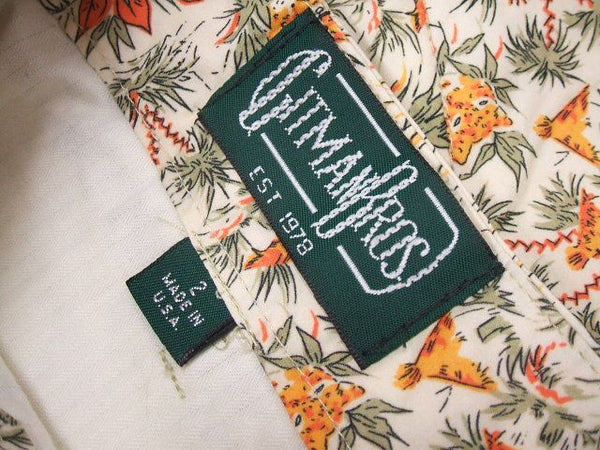 GITMAN BROS
EST 1978
2
MADE IN
U.S.A.